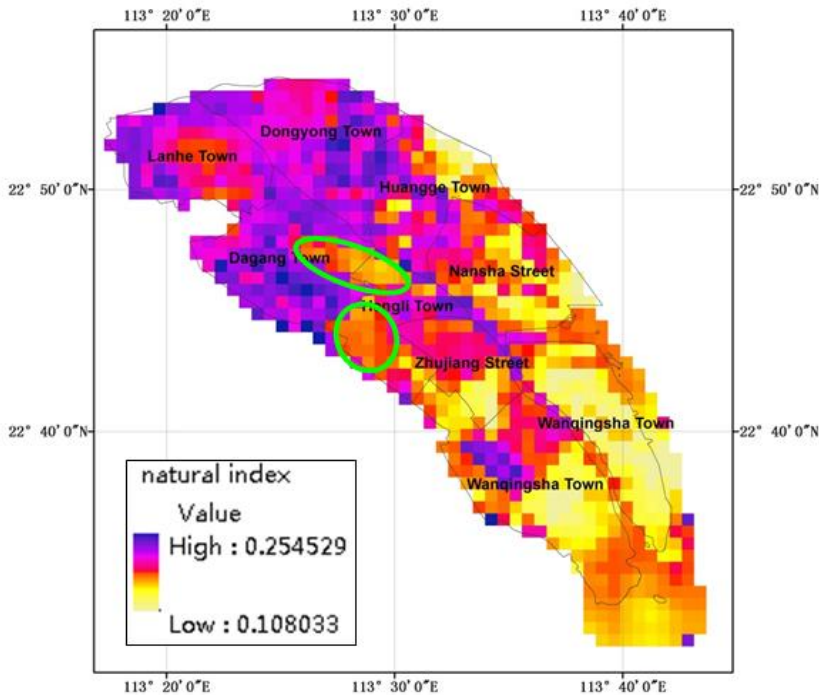 113° 20′ 0″E 113° 30′ 0″E 113° 40′ 0″E
Dongyong Town
Lanhe Town
22° 50′ 0″N Huangge Town 22° 50′ 0″N
Dagang Town
Nansha Street
Hengli Town
Zhujiang Street
22° 40′ 0″N Wanqingsha Town 22° 40′ 0″N
Wanqingsha Town
natural index
Value
High : 0.254529
Low : 0.108033
113° 20′ 0″E 113° 30′ 0″E 113° 40′ 0″E